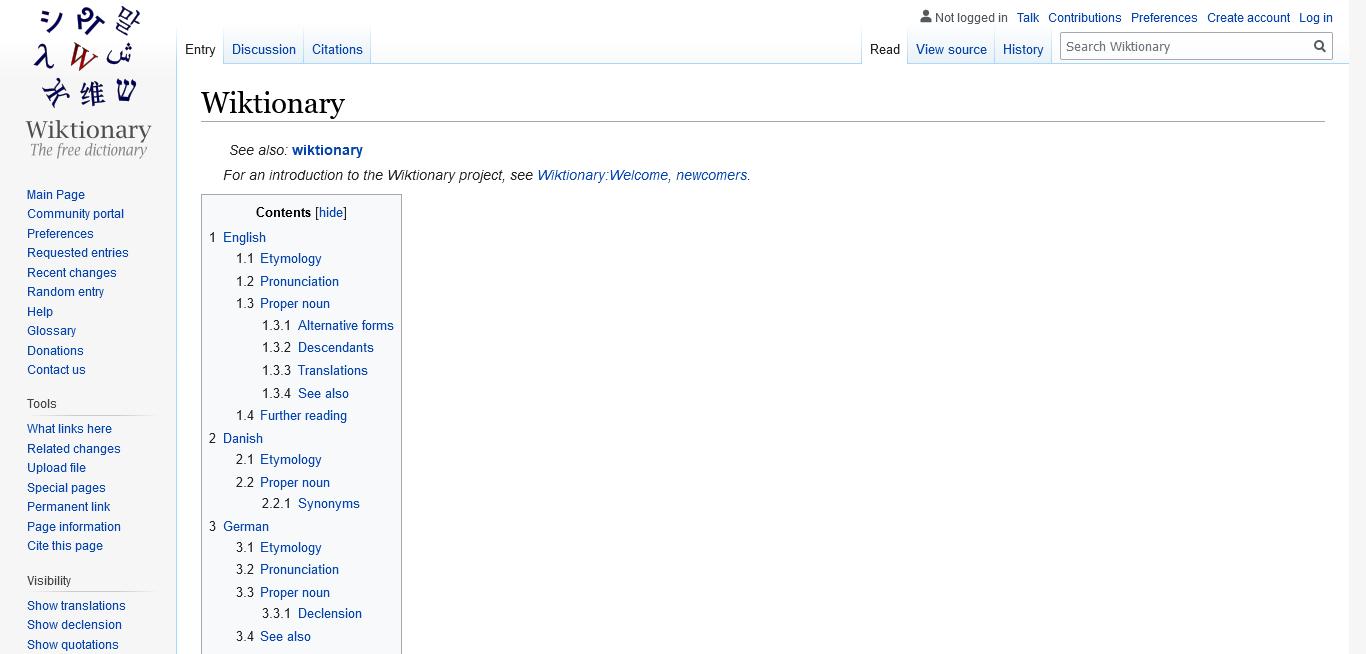 Wiktionary
The free dictionary
Not logged in Talk Contributions Preferences Create account Log in
Entry Discussion Citations Read View source History Search Wiktionary
Wiktionary
See also: wiktionary
For an introduction to the Wiktionary project, see Wiktionary:Welcome, newcomers.
Contents [hide]
1 English
1.1 Etymology
1.2 Pronunciation
1.3 Proper noun
1.3.1 Alternative forms
1.3.2 Descendants
1.3.3 Translations
1.3.4 See also
1.4 Further reading
2 Danish
2.1 Etymology
2.2 Proper noun
2.2.1 Synonyms
3 German
3.1 Etymology
3.2 Pronunciation
3.3 Proper noun
3.3.1 Declension
3.4 See also
Main Page
Community portal
Preferences
Requested entries
Recent changes
Random entry
Help
Glossary
Donations
Contact us
Tools
What links here
Related changes
Upload file
Special pages
Permanent link
Page information
Cite this page
Visibility
Show translations
Show declension
Show quotations